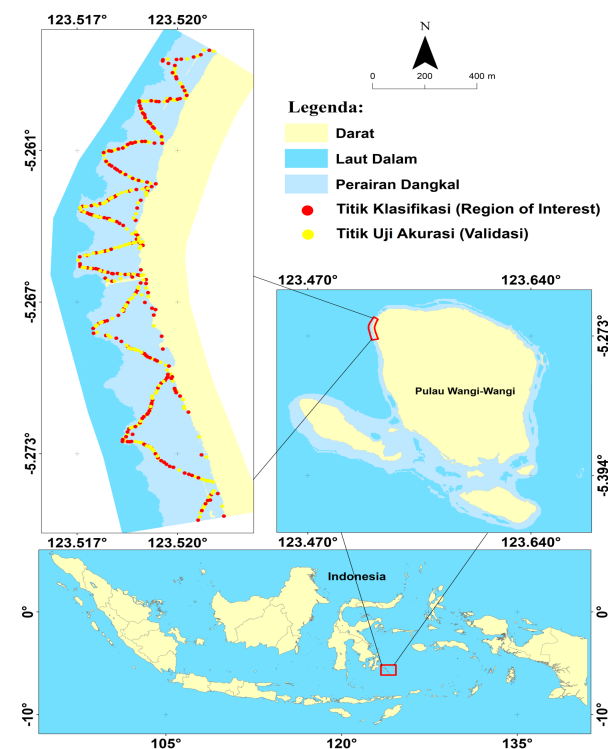 123.517° 123.520°
N
0 200 400 m
Legenda:
Darat
Laut Dalam
Perairan Dangkal
Titik Klasifikasi (Region of Interest)
Titik Uji Akurasi (Validasi)
-5.261°
-5.267°
-5.273°
123.517° 123.520°
123.470° 123.640°
-5.273°
-5.394°
Pulau Wangi-Wangi
123.470° 123.640°
Indonesia
0° 0°
-10° -10°
105° 120° 135°